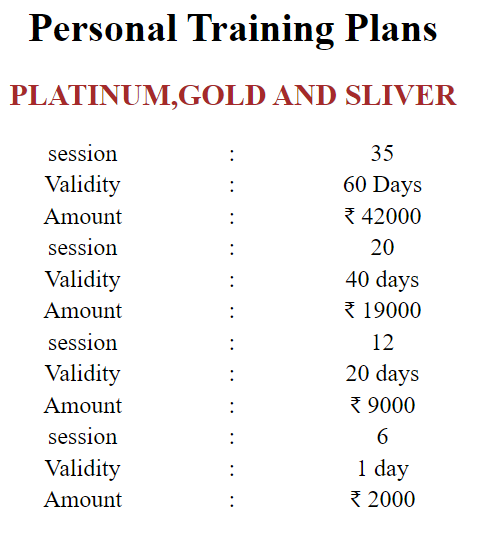 Personal Training Plans
PLATINUM,GOLD AND SLIVER
session : 35
Validity : 60 Days
Amount : ₹ 42000
session : 20
Validity : 40 days
Amount : ₹ 19000
session : 12
Validity : 20 days
Amount : ₹ 9000
session : 6
Validity : 1 day
Amount : ₹ 2000